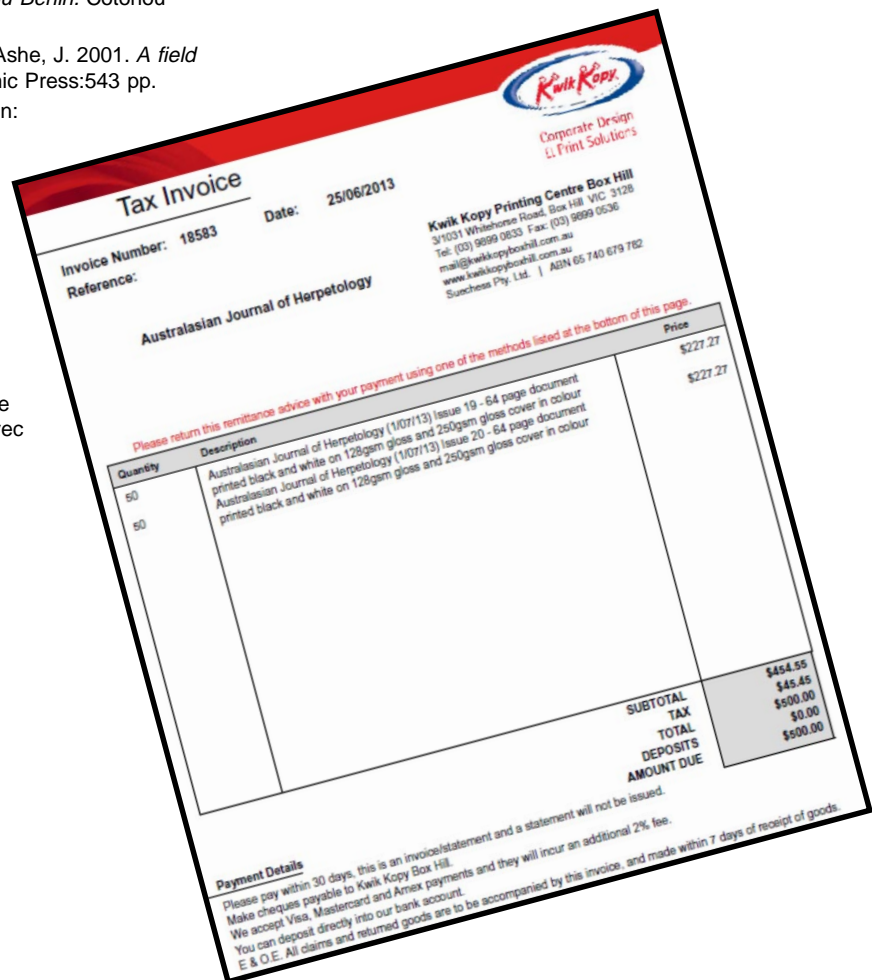 u Berlin. Cotonod
Ashe, J. 2001. A field
nic Press:543 pp.
n:
e
ec
Kwik Kopy
Corporate Design
& Print Solutions
Tax Invoice
Invoice Number: 18583 Date: 25/06/2013
Reference:
Kwik Kopy Printing Centre Box Hill
3/1031 Whitehorse Road, Box Hill VIC 3128
Tel: (03) 9899 0833 Fax: (03) 9899 0536
mail@kwikkopyboxhill.com.au
www.kwikkopyboxhill.com.au
Suechess Pty. Ltd. | ABN 65 740 679 782
Australasian Journal of Herpetology
Please return this remittance advice with your payment using one of the methods listed at the bottom of this page.
Quantity Description Price
50 Australasian Journal of Herpetology (1/07/13) Issue 19 - 64 page document $227.27
printed black and white on 128gsm gloss and 250gsm gloss cover in colour
50 Australasian Journal of Herpetology (1/07/13) Issue 20 - 64 page document $227.27
printed black and white on 128gsm gloss and 250gsm gloss cover in colour
SUBTOTAL $454.55
TAX $45.45
TOTAL $500.00
DEPOSITS $0.00
AMOUNT DUE $500.00
Payment Details
Please pay within 30 days, this is an invoice/statement and a statement will not be issued.
Make cheques payable to Kwik Kopy Box Hill.
We accept Visa, Mastercard and Amex payments and they will incur an additional 2% fee.
You can deposit directly into our bank account.
E & O.E. All claims and returned goods are to be accompanied by this invoice, and made within 7 days of receipt of goods.